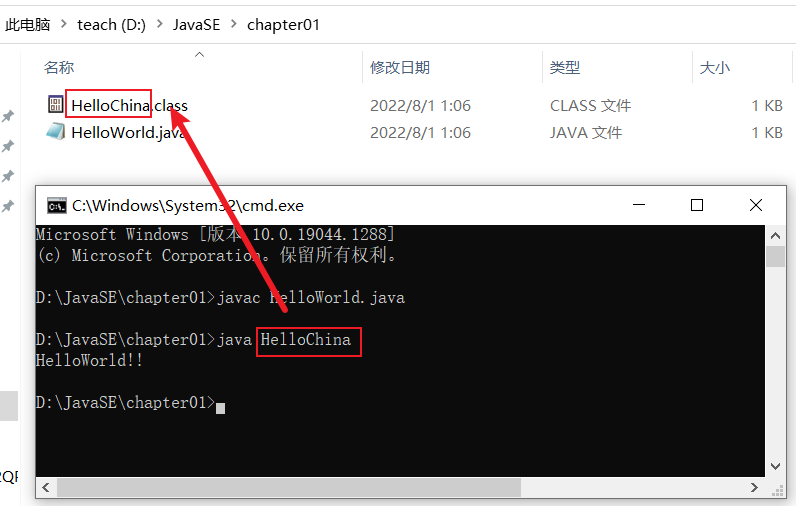 此电脑 > teach (D:) > JavaSE > chapter01
名称 修改日期 类型 大小
HelloChina.class 2022/8/1 1:06 CLASS 文件 1 KB
HelloWorld.java 2022/8/1 1:06 JAVA 文件 1 KB
C:\Windows\System32\cmd.exe
Microsoft Windows [版本 10.0.19044.1288]
(c) Microsoft Corporation。保留所有权利。
D:\JavaSE\chapter01>javac HelloWorld.java
D:\JavaSE\chapter01>java HelloChina
HelloWorld!!
D:\JavaSE\chapter01>